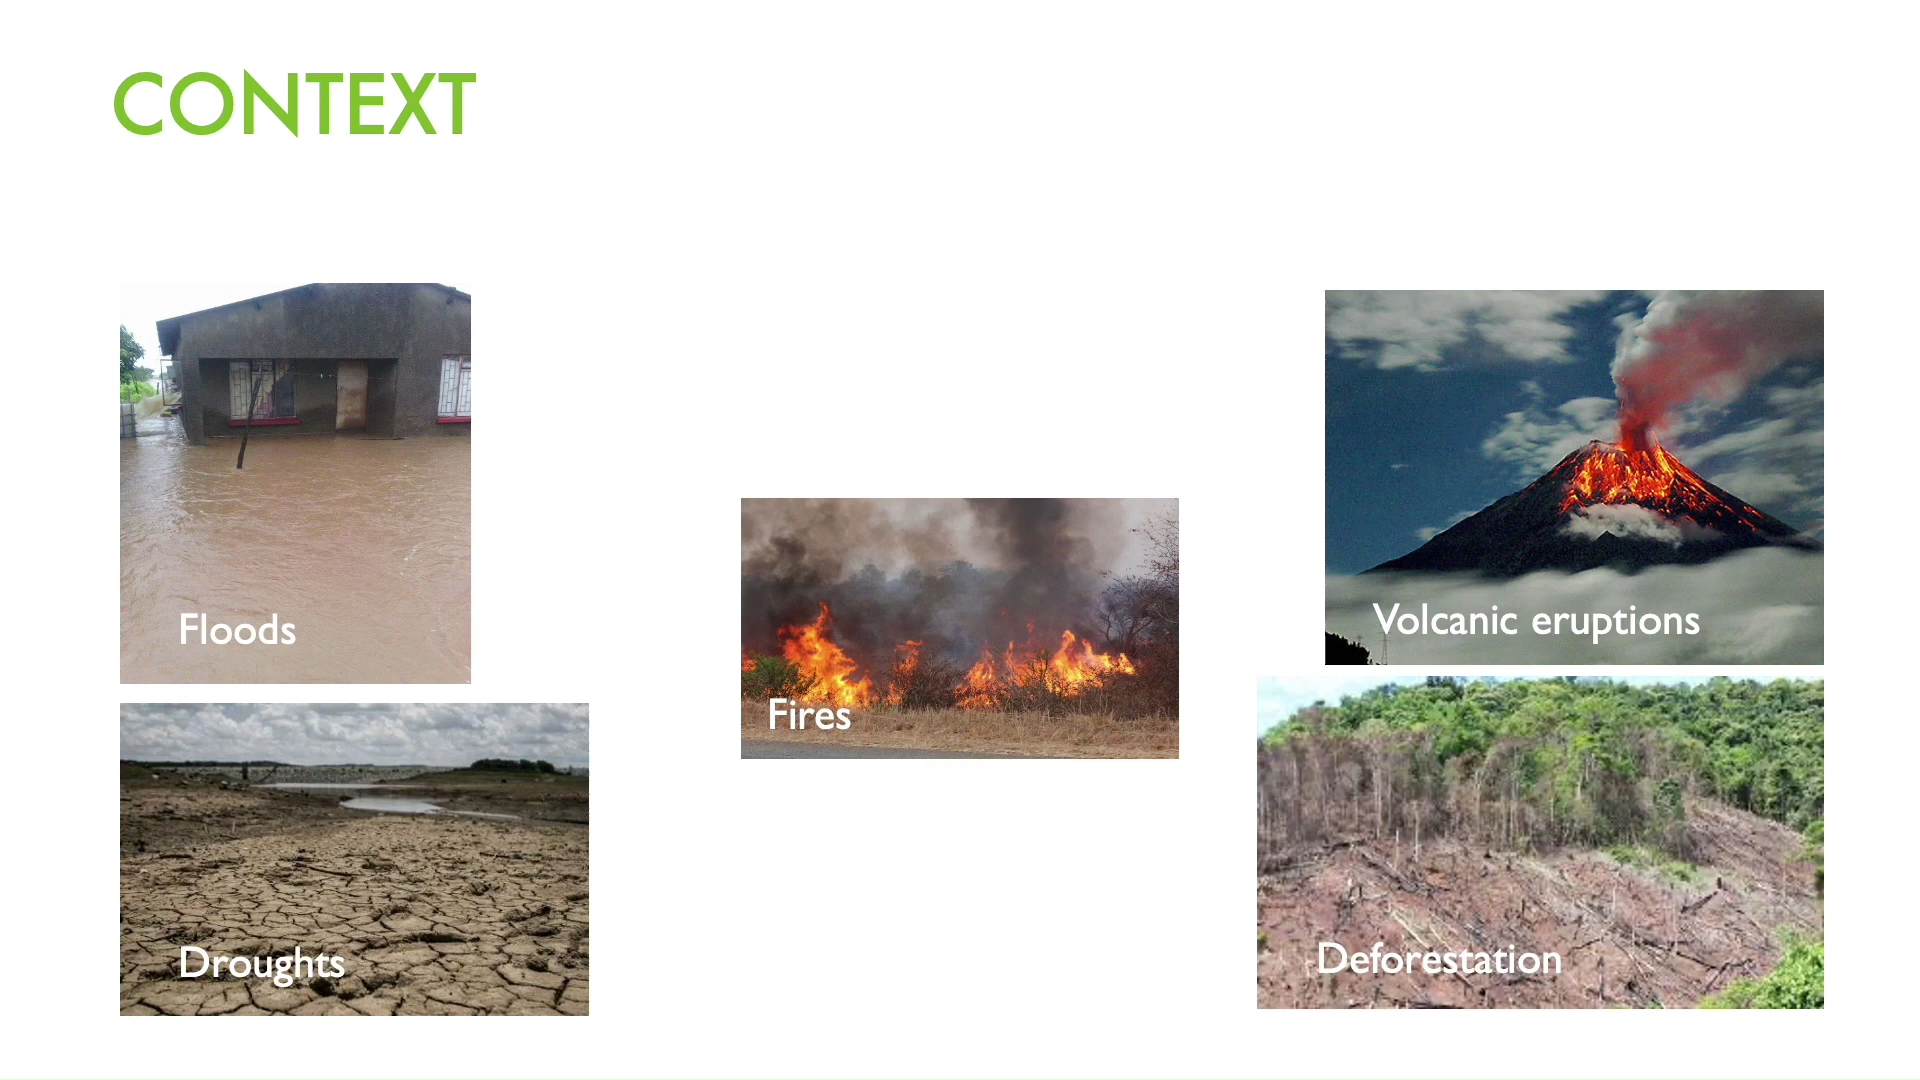 CONTEXT
Floods
Volcanic eruptions
Fires
Droughts
Deforestation